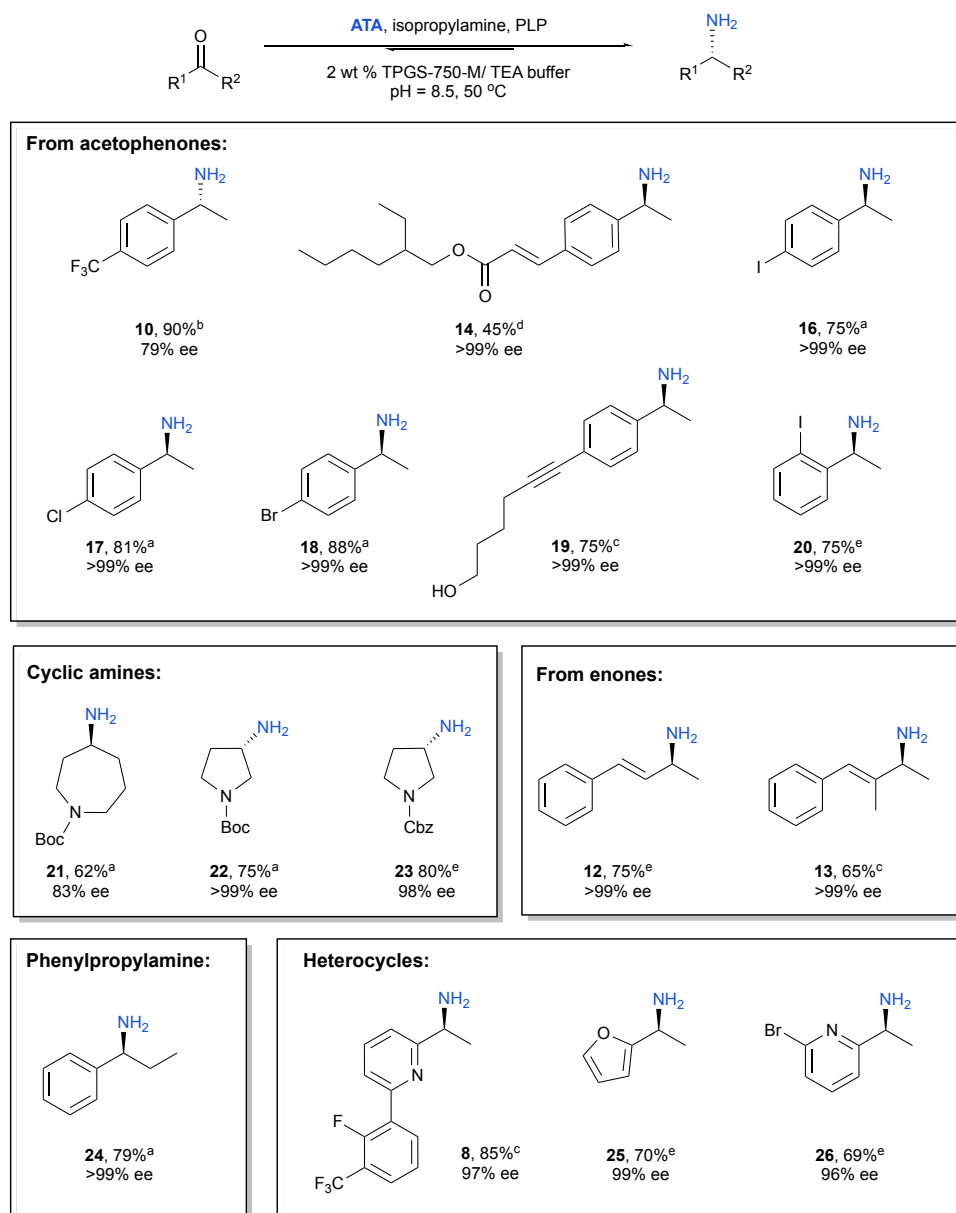 ATA, isopropylamine, PLP
2 wt % TPGS-750-M/ TEA buffer
pH = 8.5, 50 °C
O
R¹ R²
NH₂
R¹ R²
From acetophenones:
NH₂
F₃C
10, 90%ᵇ
79% ee
NH₂
O
O
14, 45%ᵈ
>99% ee
NH₂
I
16, 75%ᵃ
>99% ee
NH₂
Cl
17, 81%ᵃ
>99% ee
NH₂
Br
18, 88%ᵃ
>99% ee
NH₂
HO
19, 75%ᶜ
>99% ee
I NH₂
20, 75%ᵉ
>99% ee
Cyclic amines:
NH₂
N
Boc
21, 62%ᵃ
83% ee
NH₂
N
Boc
22, 75%ᵃ
>99% ee
NH₂
N
Cbz
23 80%ᵉ
98% ee
From enones:
NH₂
12, 75%ᵉ
>99% ee
NH₂
13, 65%ᶜ
>99% ee
Phenylpropylamine:
NH₂
24, 79%ᵃ
>99% ee
Heterocycles:
NH₂
N
F
F₃C
8, 85%ᶜ
97% ee
NH₂
O
25, 70%ᵉ
99% ee
NH₂
Br N
26, 69%ᵉ
96% ee